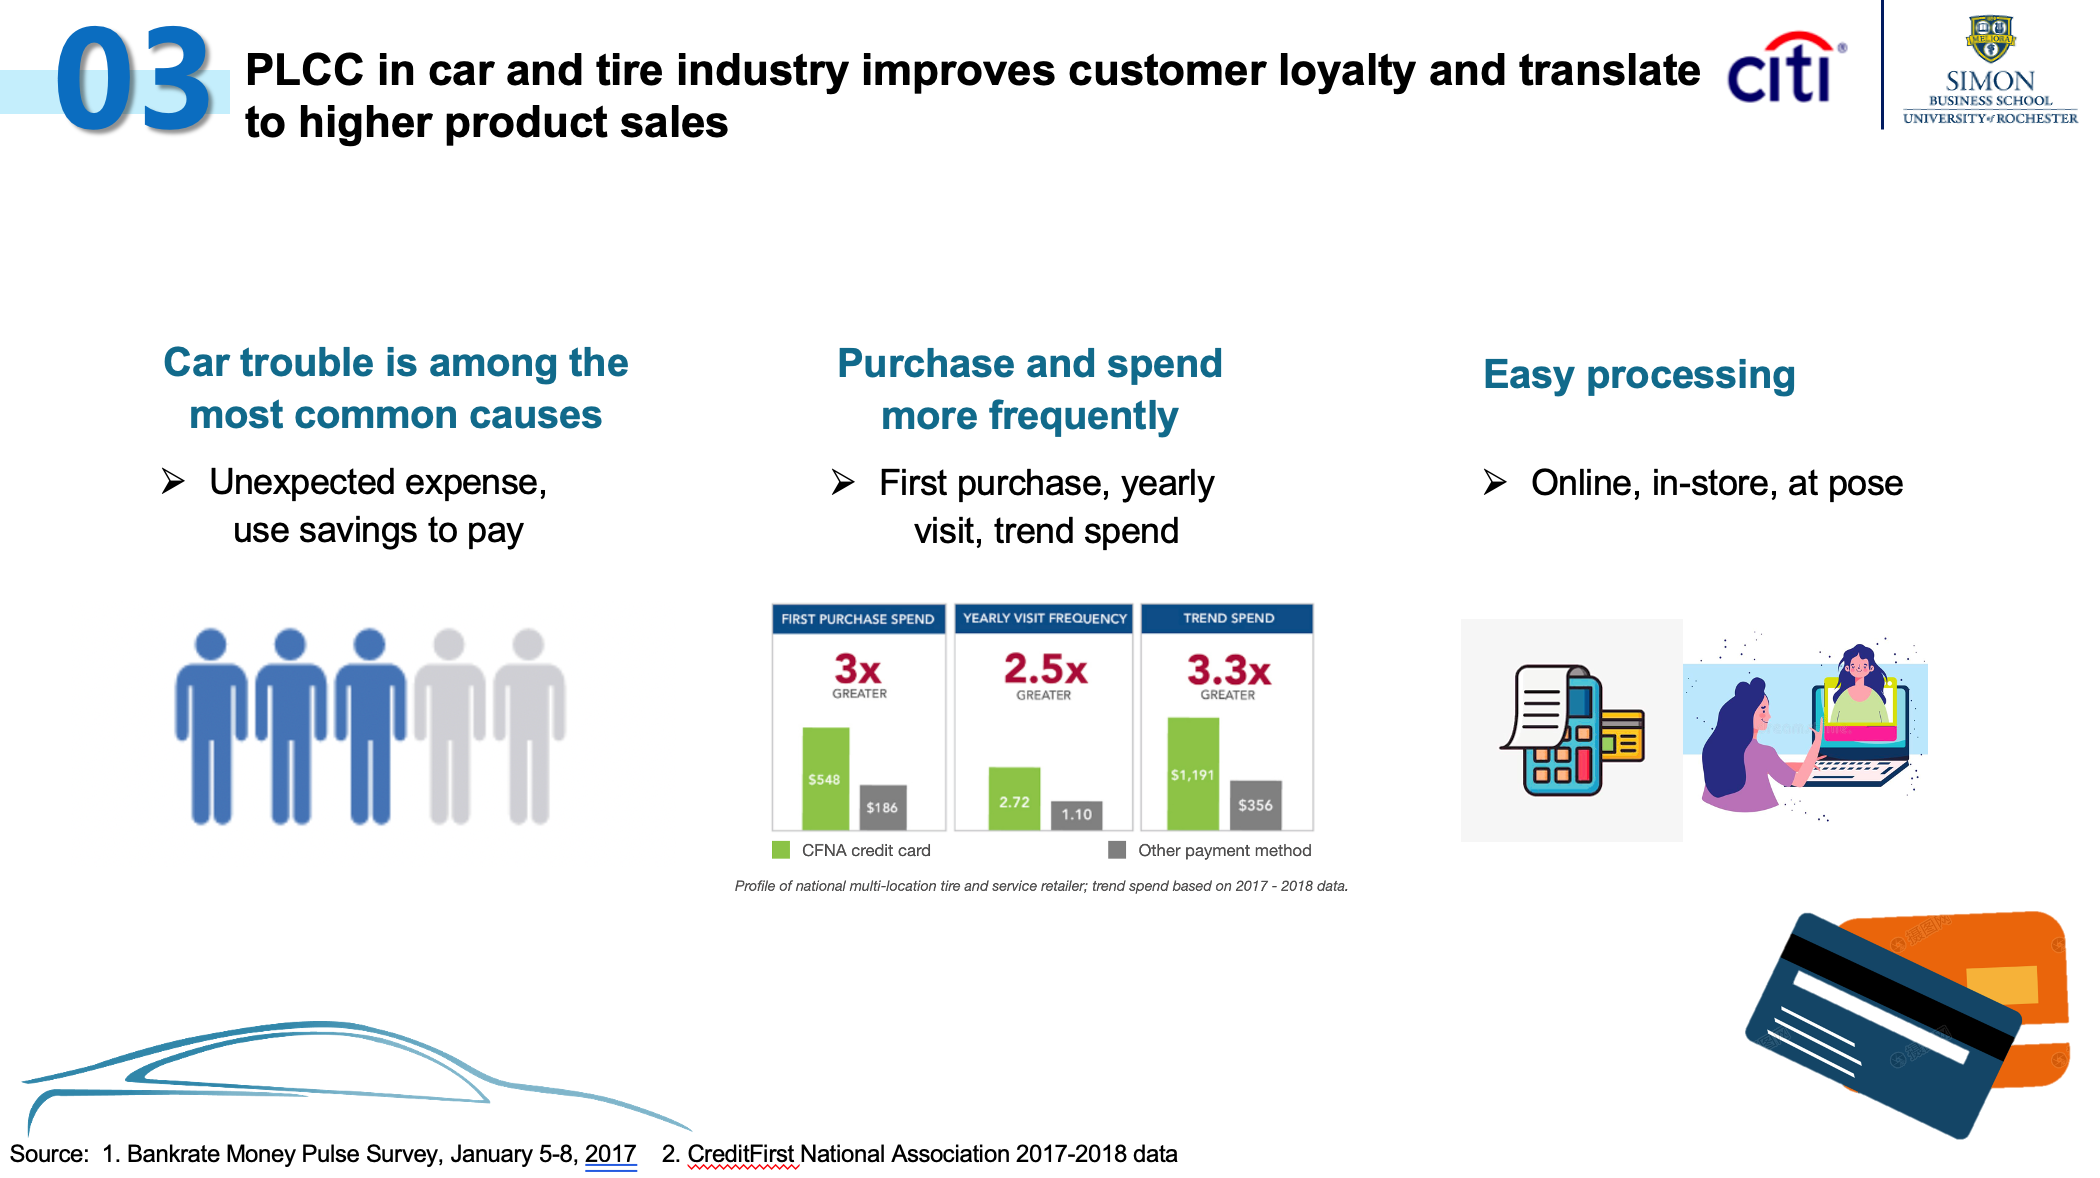 03
PLCC in car and tire industry improves customer loyalty and translate
to higher product sales
citi®
MELIORA
SIMON
BUSINESS SCHOOL
UNIVERSITY of ROCHESTER
Car trouble is among the
most common causes
➢ Unexpected expense,
use savings to pay
Purchase and spend
more frequently
➢ First purchase, yearly
visit, trend spend
Easy processing
➢ Online, in-store, at pose
FIRST PURCHASE SPEND
3x
GREATER
$548
$186
YEARLY VISIT FREQUENCY
2.5x
GREATER
2.72
1.10
TREND SPEND
3.3x
GREATER
$1,191
$356
CFNA credit card
Other payment method
Profile of national multi-location tire and service retailer; trend spend based on 2017 - 2018 data.
Source: 1. Bankrate Money Pulse Survey, January 5-8, 2017 2. CreditFirst National Association 2017-2018 data